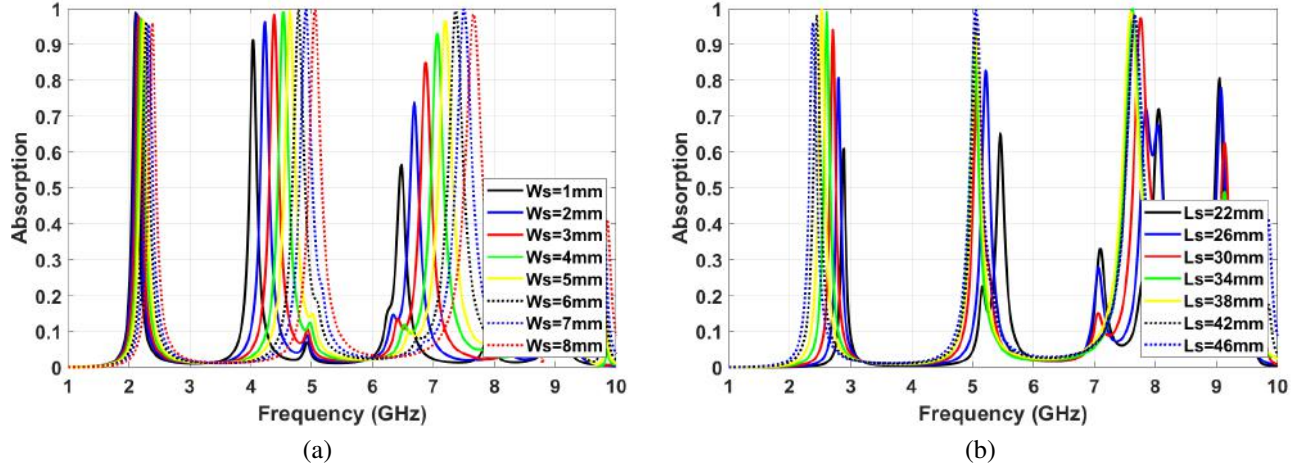 1
0.9
0.8
0.7
0.6
0.5
0.4
0.3
0.2
0.1
0
Absorption
Ws=1mm
Ws=2mm
Ws=3mm
Ws=4mm
Ws=5mm
Ws=6mm
Ws=7mm
Ws=8mm
1 2 3 4 5 6 7 8 9 10
Frequency (GHz)
(a)
1
0.9
0.8
0.7
0.6
0.5
0.4
0.3
0.2
0.1
0
Absorption
Ls=22mm
Ls=26mm
Ls=30mm
Ls=34mm
Ls=38mm
Ls=42mm
Ls=46mm
1 2 3 4 5 6 7 8 9 10
Frequency (GHz)
(b)